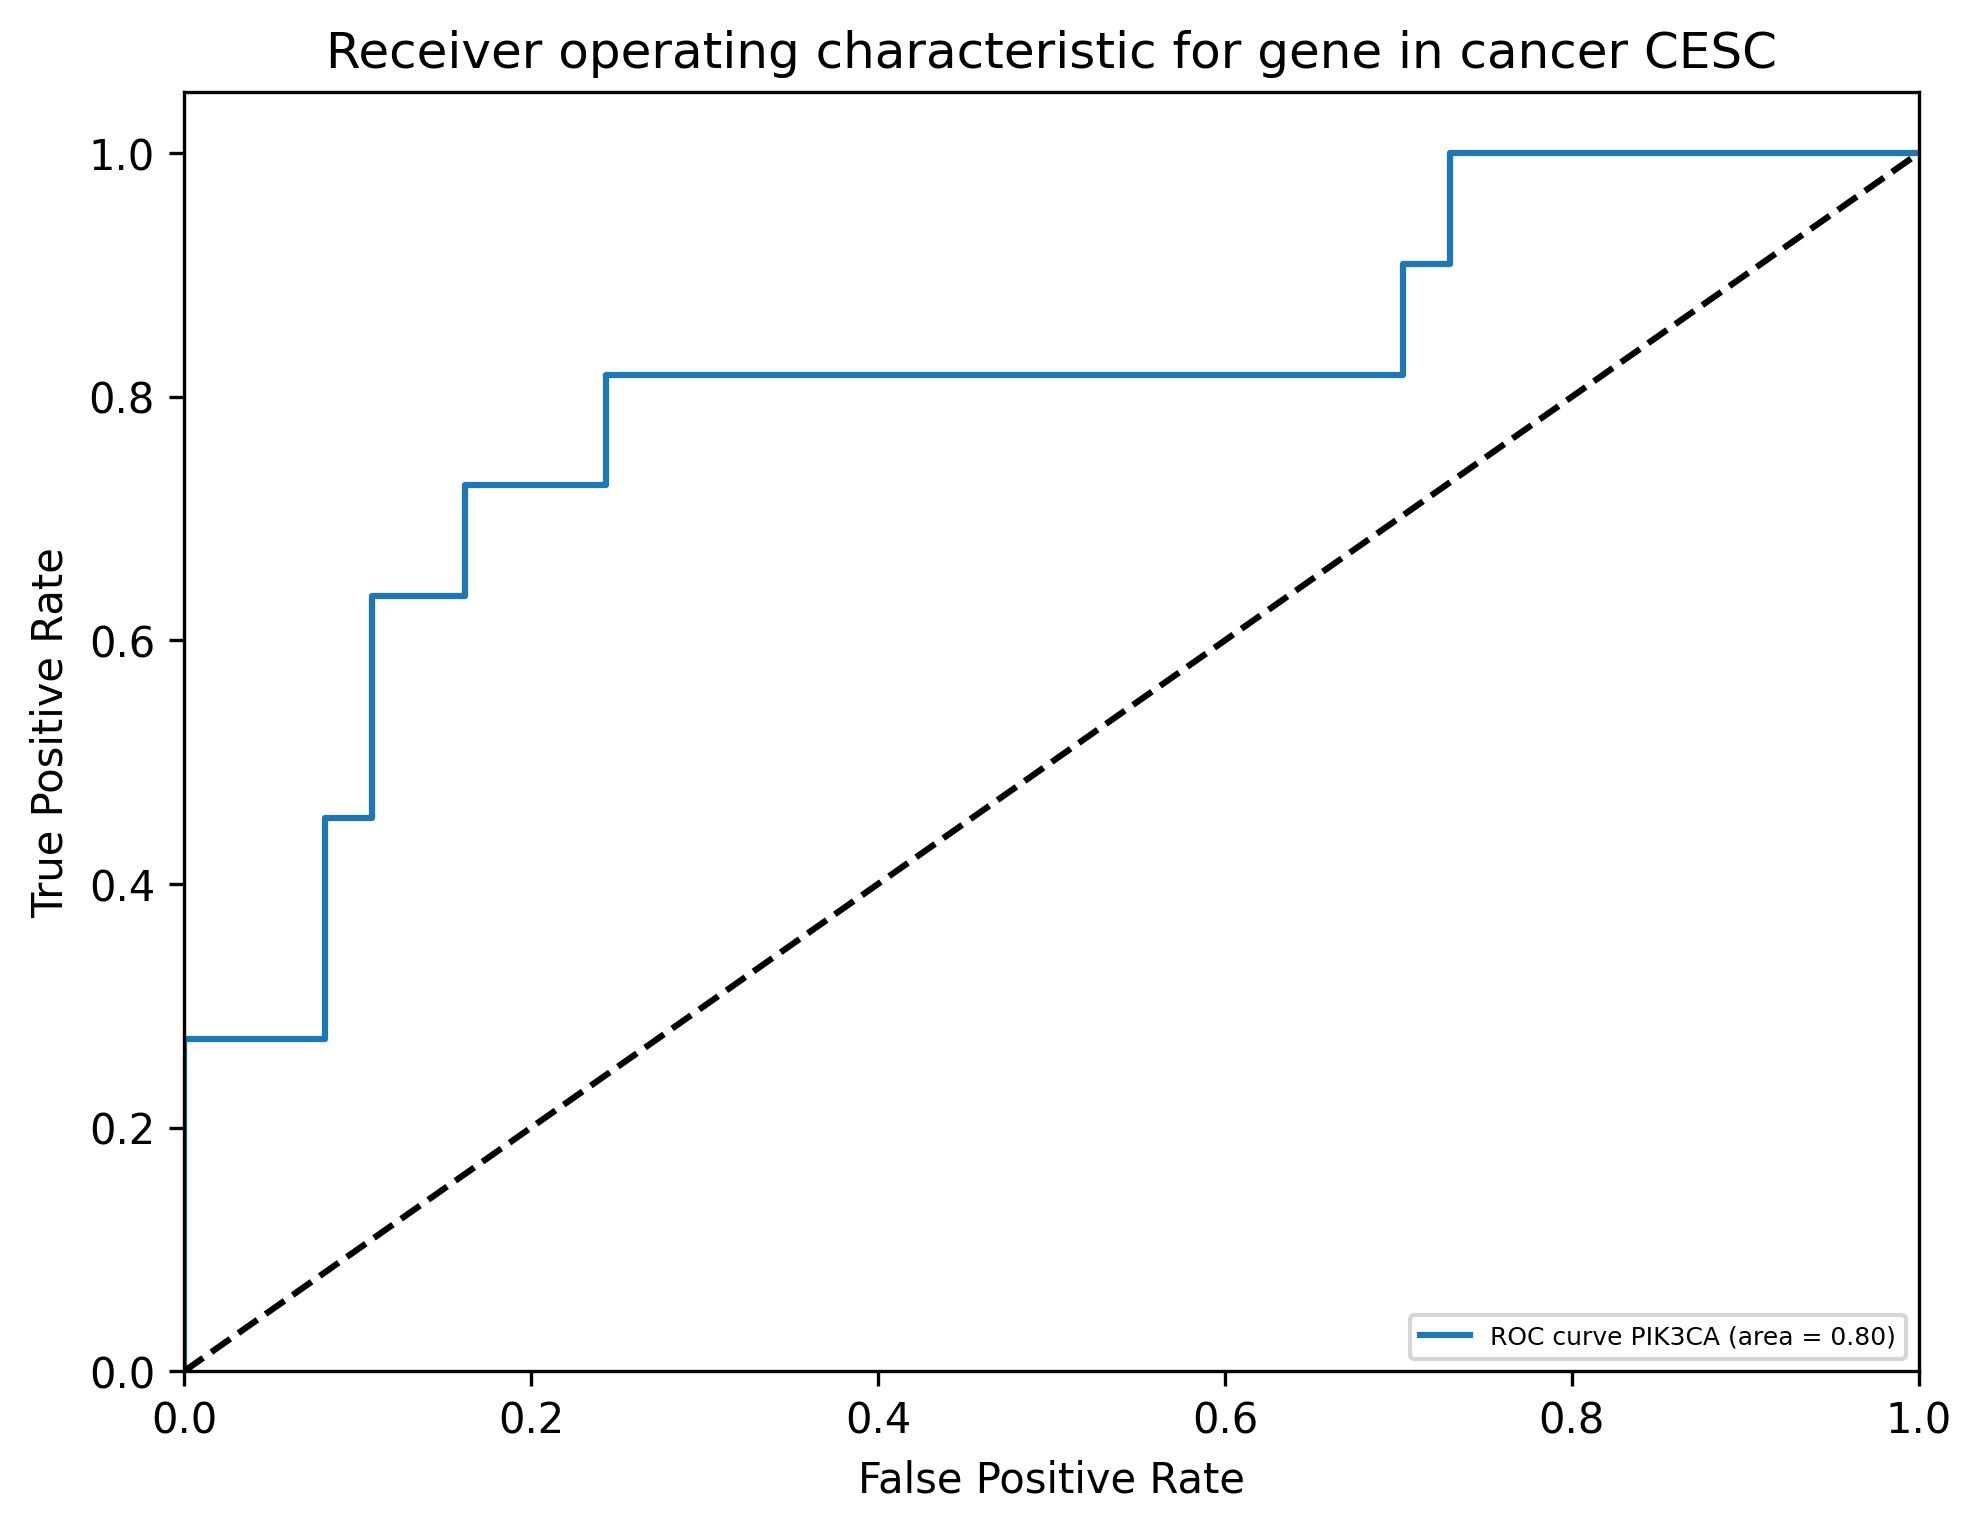 Receiver operating characteristic for gene in cancer CESC
True Positive Rate
1.0
0.8
0.6
0.4
0.2
0.0
ROC curve PIK3CA (area = 0.80)
0.0 0.2 0.4 0.6 0.8 1.0
False Positive Rate